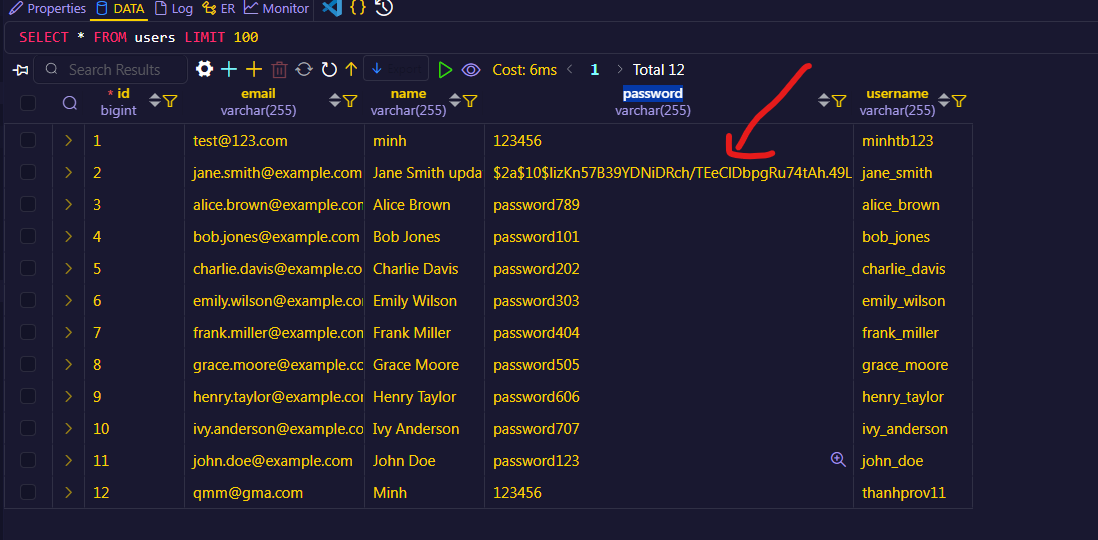 Properties DATA Log ER Monitor
SELECT * FROM users LIMIT 100
Search Results Cost: 6ms 1 Total 12
* id email name password username
bigint varchar(255) varchar(255) varchar(255) varchar(255)
1 test@123.com minh 123456 minhtb123
2 jane.smith@example.com Jane Smith upda $2a$10$IizKn57B39YDNiDRch/TEeClDbpgRu74tAh.49L jane_smith
3 alice.brown@example.com Alice Brown password789 alice_brown
4 bob.jones@example.com Bob Jones password101 bob_jones
5 charlie.davis@example.co Charlie Davis password202 charlie_davis
6 emily.wilson@example.co Emily Wilson password303 emily_wilson
7 frank.miller@example.con Frank Miller password404 frank_miller
8 grace.moore@example.cc Grace Moore password505 grace_moore
9 henry.taylor@example.cor Henry Taylor password606 henry_taylor
10 ivy.anderson@example.co Ivy Anderson password707 ivy_anderson
11 john.doe@example.com John Doe password123 john_doe
12 qmm@gma.com Minh 123456 thanhprov11